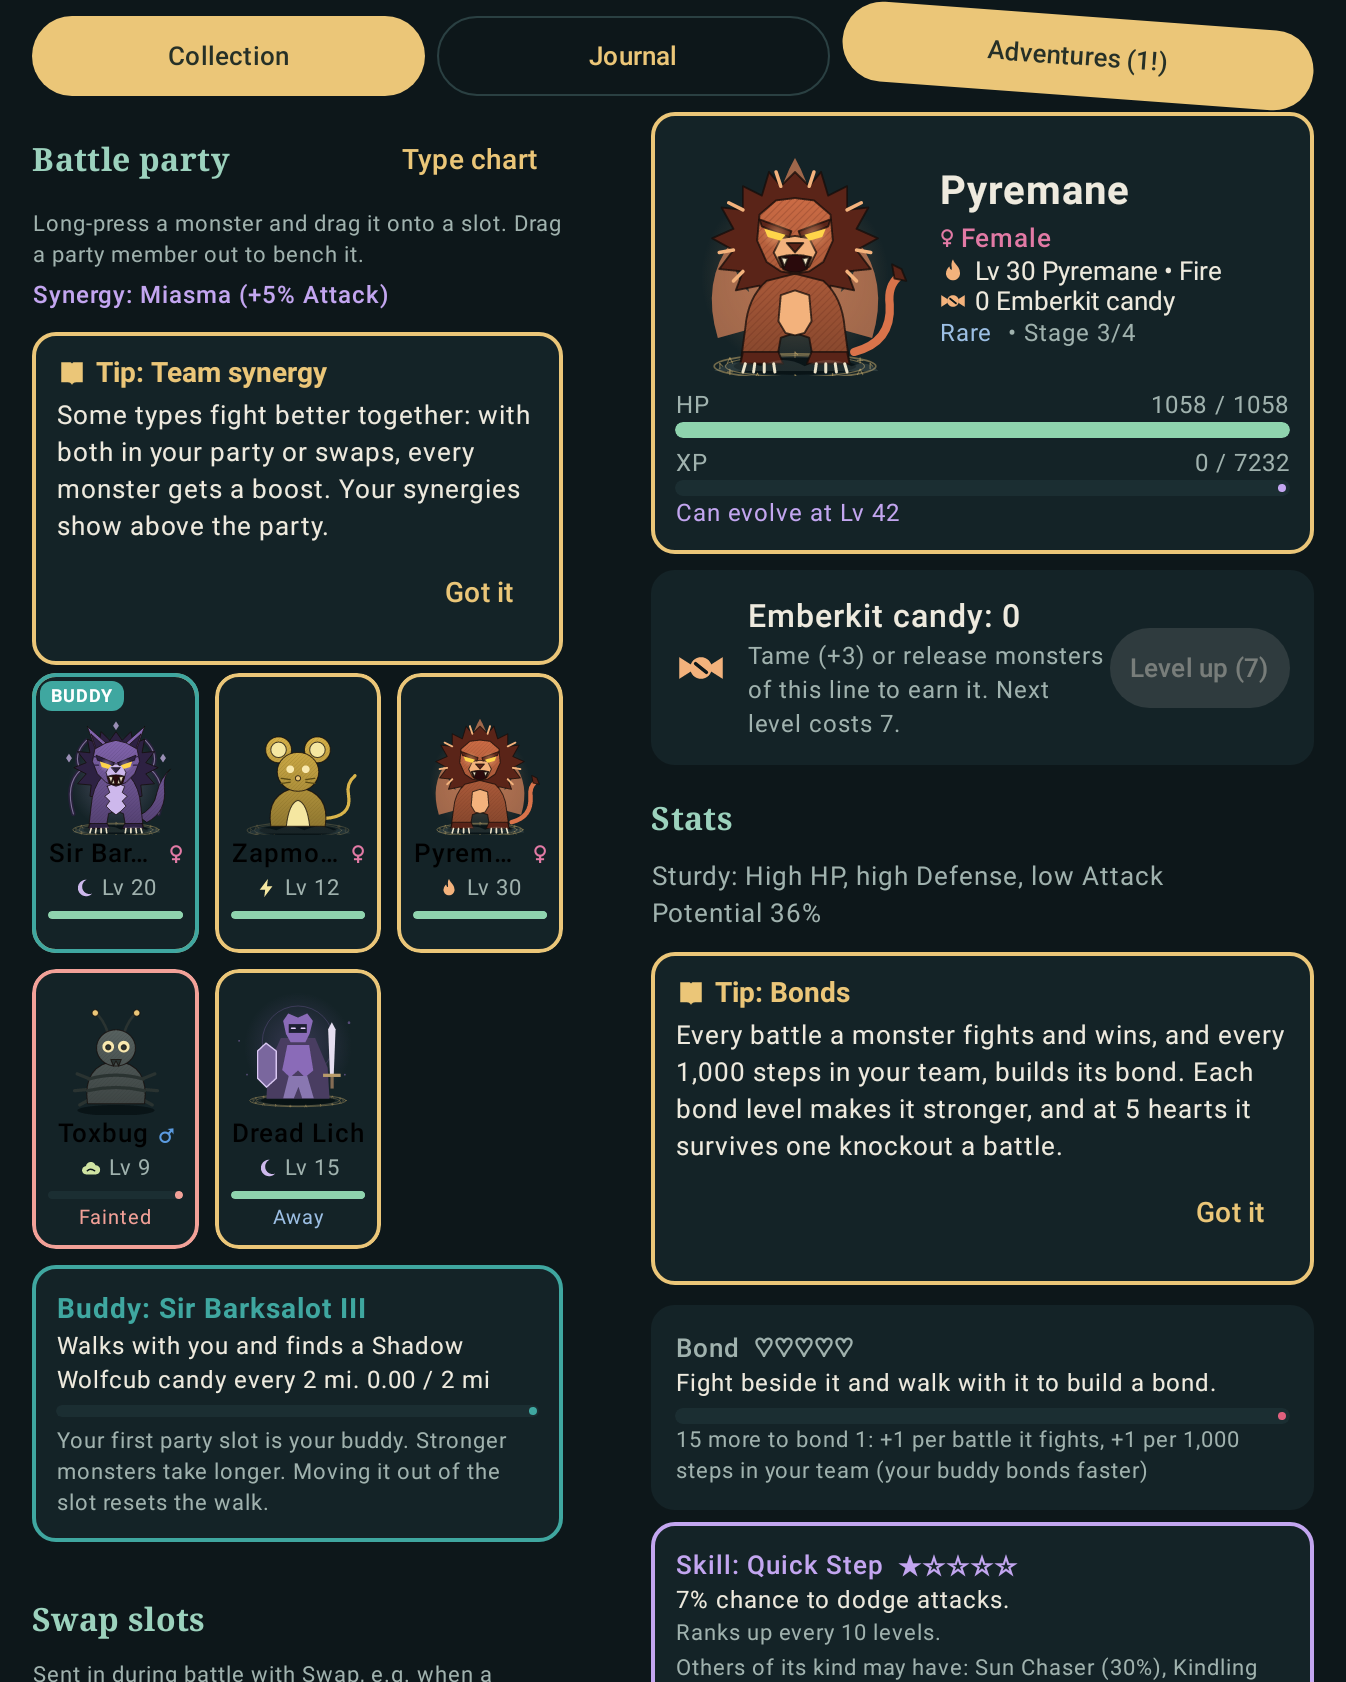 Collection
Journal
Adventures (1!)
Battle party
Type chart
Long-press a monster and drag it onto a slot. Drag
a party member out to bench it.
Synergy: Miasma (+5% Attack)
Tip: Team synergy
Some types fight better together: with
both in your party or swaps, every
monster gets a boost. Your synergies
show above the party.
Got it
BUDDY
Sir Bar... ♀
Lv 20
Zapmo... ♀
Lv 12
Pyrem... ♀
Lv 30
Toxbug ♂
Lv 9
Fainted
Dread Lich
Lv 15
Away
Buddy: Sir Barksalot III
Walks with you and finds a Shadow
Wolfcub candy every 2 mi. 0.00 / 2 mi
Your first party slot is your buddy. Stronger
monsters take longer. Moving it out of the
slot resets the walk.
Swap slots
Sent in during battle with Swap, e.g. when a
Pyremane
♀ Female
Lv 30 Pyremane • Fire
0 Emberkit candy
Rare • Stage 3/4
HP 1058 / 1058
XP 0 / 7232
Can evolve at Lv 42
Emberkit candy: 0
Tame (+3) or release monsters
of this line to earn it. Next
level costs 7.
Level up (7)
Stats
Sturdy: High HP, high Defense, low Attack
Potential 36%
Tip: Bonds
Every battle a monster fights and wins, and every
1,000 steps in your team, builds its bond. Each
bond level makes it stronger, and at 5 hearts it
survives one knockout a battle.
Got it
Bond ♡♡♡♡♡
Fight beside it and walk with it to build a bond.
15 more to bond 1: +1 per battle it fights, +1 per 1,000
steps in your team (your buddy bonds faster)
Skill: Quick Step ★☆☆☆☆
7% chance to dodge attacks.
Ranks up every 10 levels.
Others of its kind may have: Sun Chaser (30%), Kindling